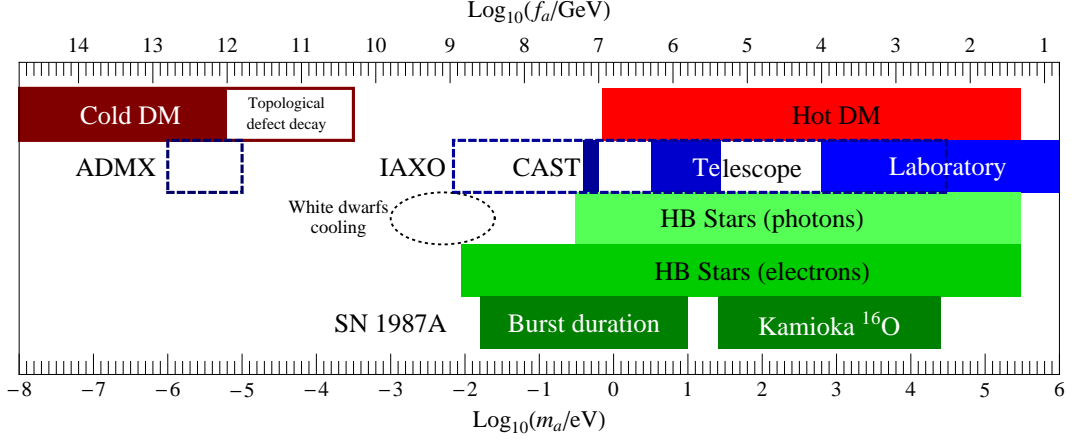 Log₁₀(fₐ/GeV)
14 13 12 11 10 9 8 7 6 5 4 3 2 1
Cold DM
Topological
defect decay
Hot DM
ADMX
IAXO
CAST
Telescope
Laboratory
White dwarfs
cooling
HB Stars (photons)
HB Stars (electrons)
SN 1987A
Burst duration
Kamioka ¹⁶O
−8 −7 −6 −5 −4 −3 −2 −1 0 1 2 3 4 5 6
Log₁₀(mₐ/eV)